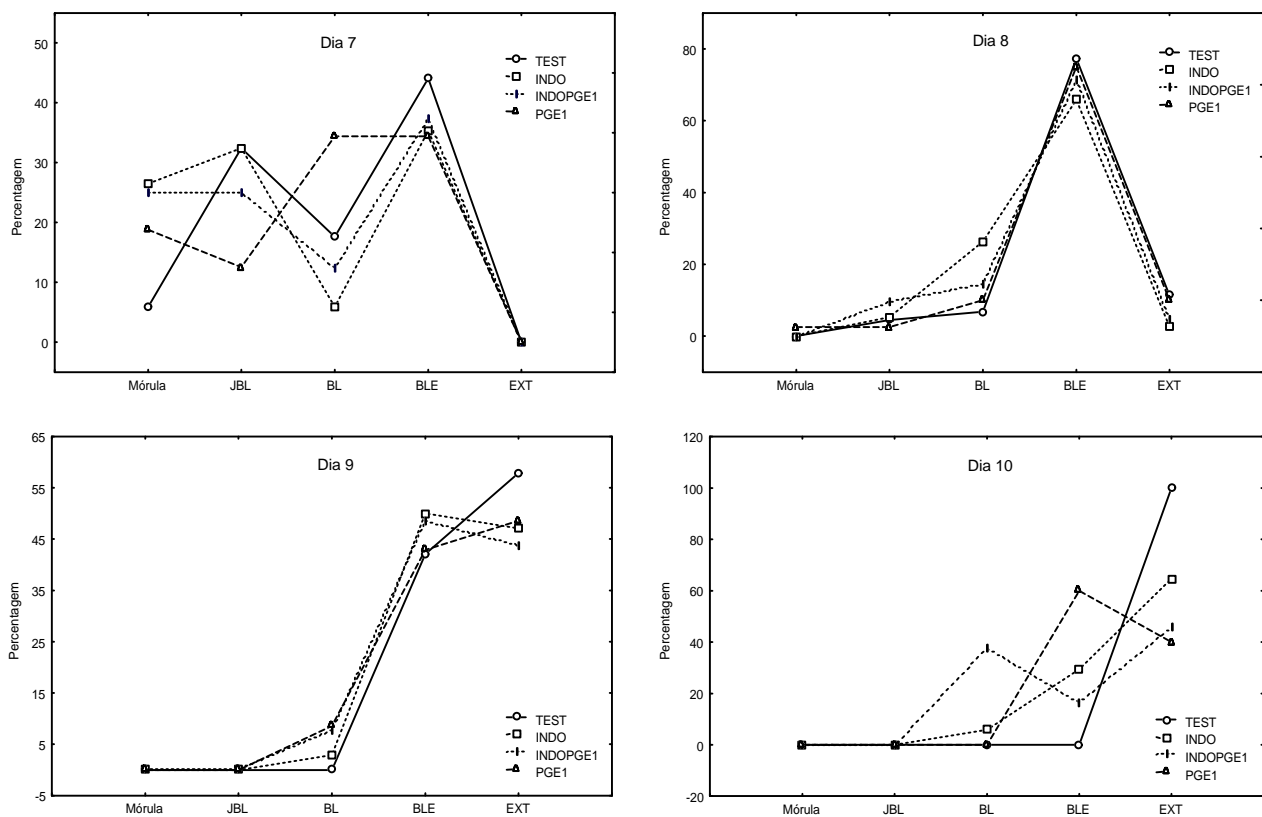 Dia 7
TEST
INDO
INDOPGE1
PGE1
Percentagem
50
40
30
20
10
0
Mórula JBL BL BLE EXT
Dia 8
TEST
INDO
INDOPGE1
PGE1
Percentagem
80
60
40
20
0
Mórula JBL BL BLE EXT
Dia 9
TEST
INDO
INDOPGE1
PGE1
Percentagem
65
55
45
35
25
15
5
-5
Mórula JBL BL BLE EXT
Dia 10
TEST
INDO
INDOPGE1
PGE1
Percentagem
120
100
80
60
40
20
0
-20
Mórula JBL BL BLE EXT